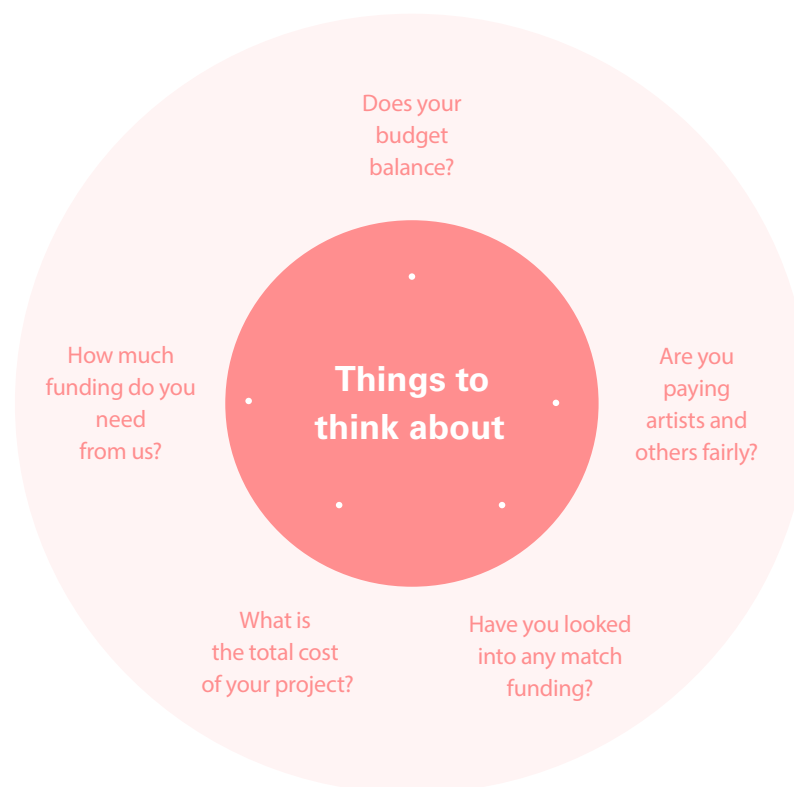 Does your
budget
balance?
How much
funding do you
need
from us?
Things to
think about
Are you
paying
artists and
others fairly?
What is
the total cost
of your project?
Have you looked
into any match
funding?